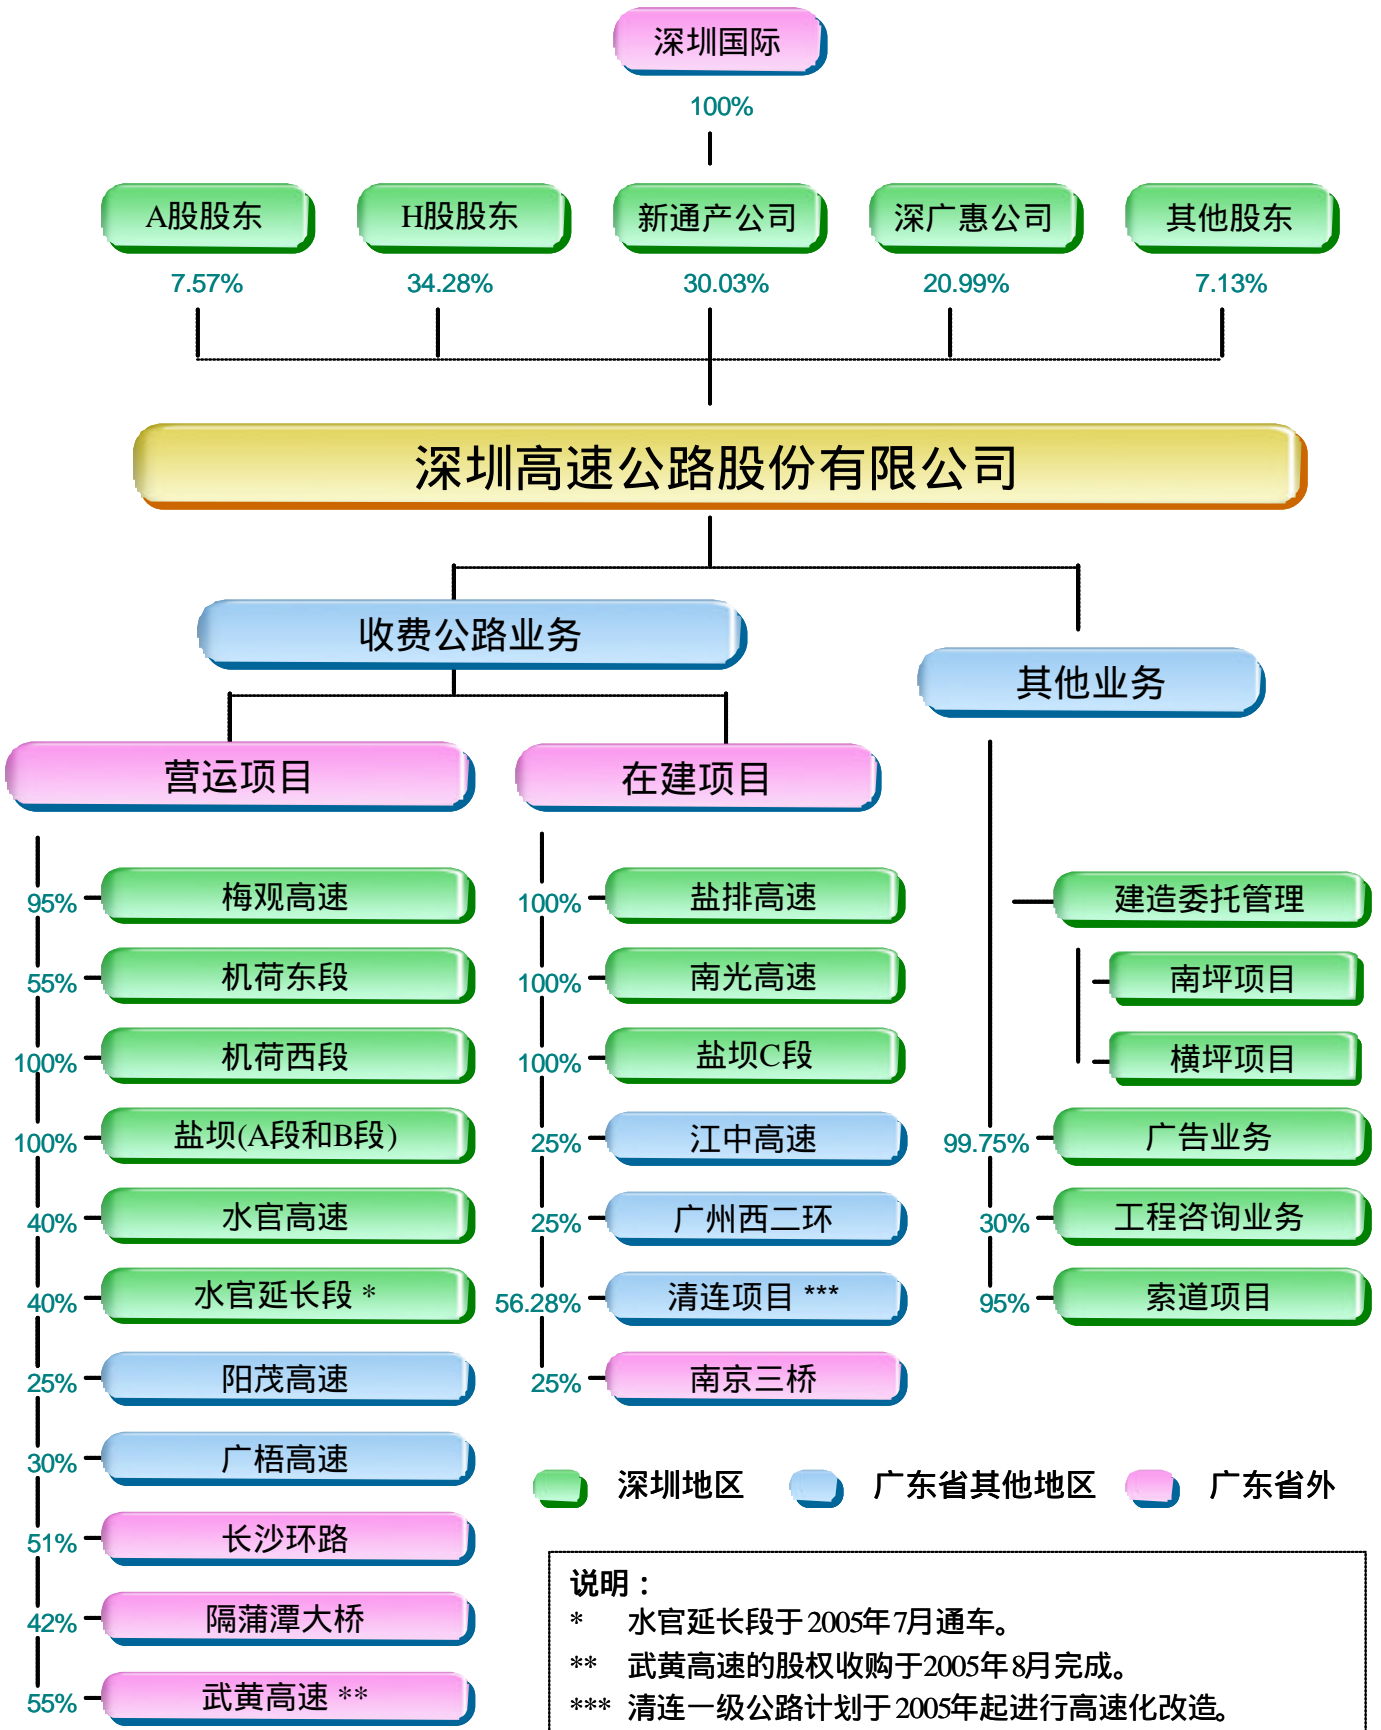 深圳国际
100%
A股股东 H股股东 新通产公司 深广惠公司 其他股东
7.57% 34.28% 30.03% 20.99% 7.13%
深圳高速公路股份有限公司
收费公路业务
其他业务
营运项目
95% 梅观高速
55% 机荷东段
100% 机荷西段
100% 盐坝(A段和B段)
40% 水官高速
40% 水官延长段 *
25% 阳茂高速
30% 广梧高速
51% 长沙环路
42% 隔蒲潭大桥
55% 武黄高速 **
在建项目
100% 盐排高速
100% 南光高速
100% 盐坝C段
25% 江中高速
25% 广州西二环
56.28% 清连项目 ***
25% 南京三桥
建造委托管理
南坪项目
横坪项目
99.75% 广告业务
30% 工程咨询业务
95% 索道项目
深圳地区 广东省其他地区 广东省外
说明：
* 水官延长段于2005年7月通车。
** 武黄高速的股权收购于2005年8月完成。
*** 清连一级公路计划于2005年起进行高速化改造。